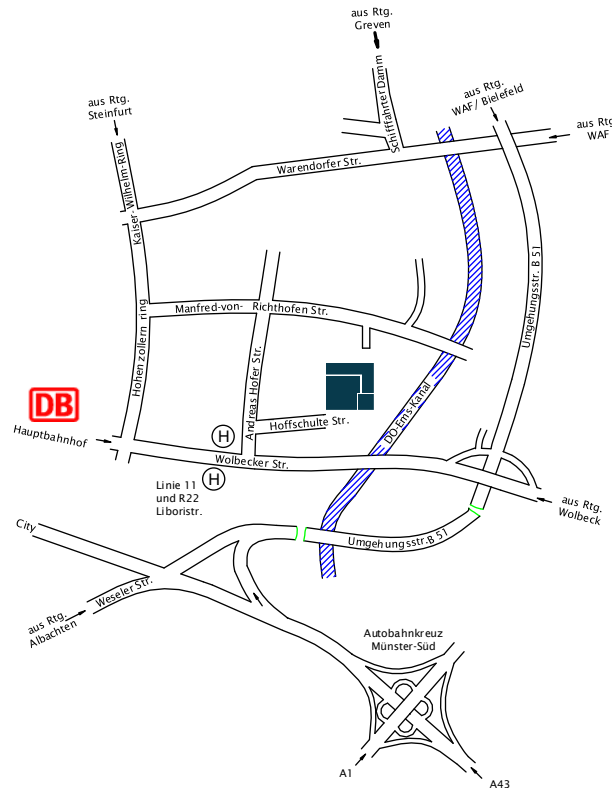 aus Rtg.
Greven
aus Rtg.
WAF/ Bielefeld
aus Rtg.
Steinfurt
aus Rtg.
WAF
Schifffahrter Damm
Warendorfer Str.
Kaiser-Wilhelm-Ring
Umgehungsstr. B 51
Manfred-von- Richthofen Str.
Hohenzollern ring
Andreas Hofer Str.
DB
DO Ems-Kanal
Hoffschulte Str.
Hauptbahnhof
H
Wolbecker Str.
H
Linie 11
und R22
Liboristr.
aus Rtg.
Wolbeck
City
Umgehungsstr.B 51
Weseler Str.
aus Rtg.
Albachten
Autobahnkreuz
Münster-Süd
A1
A43